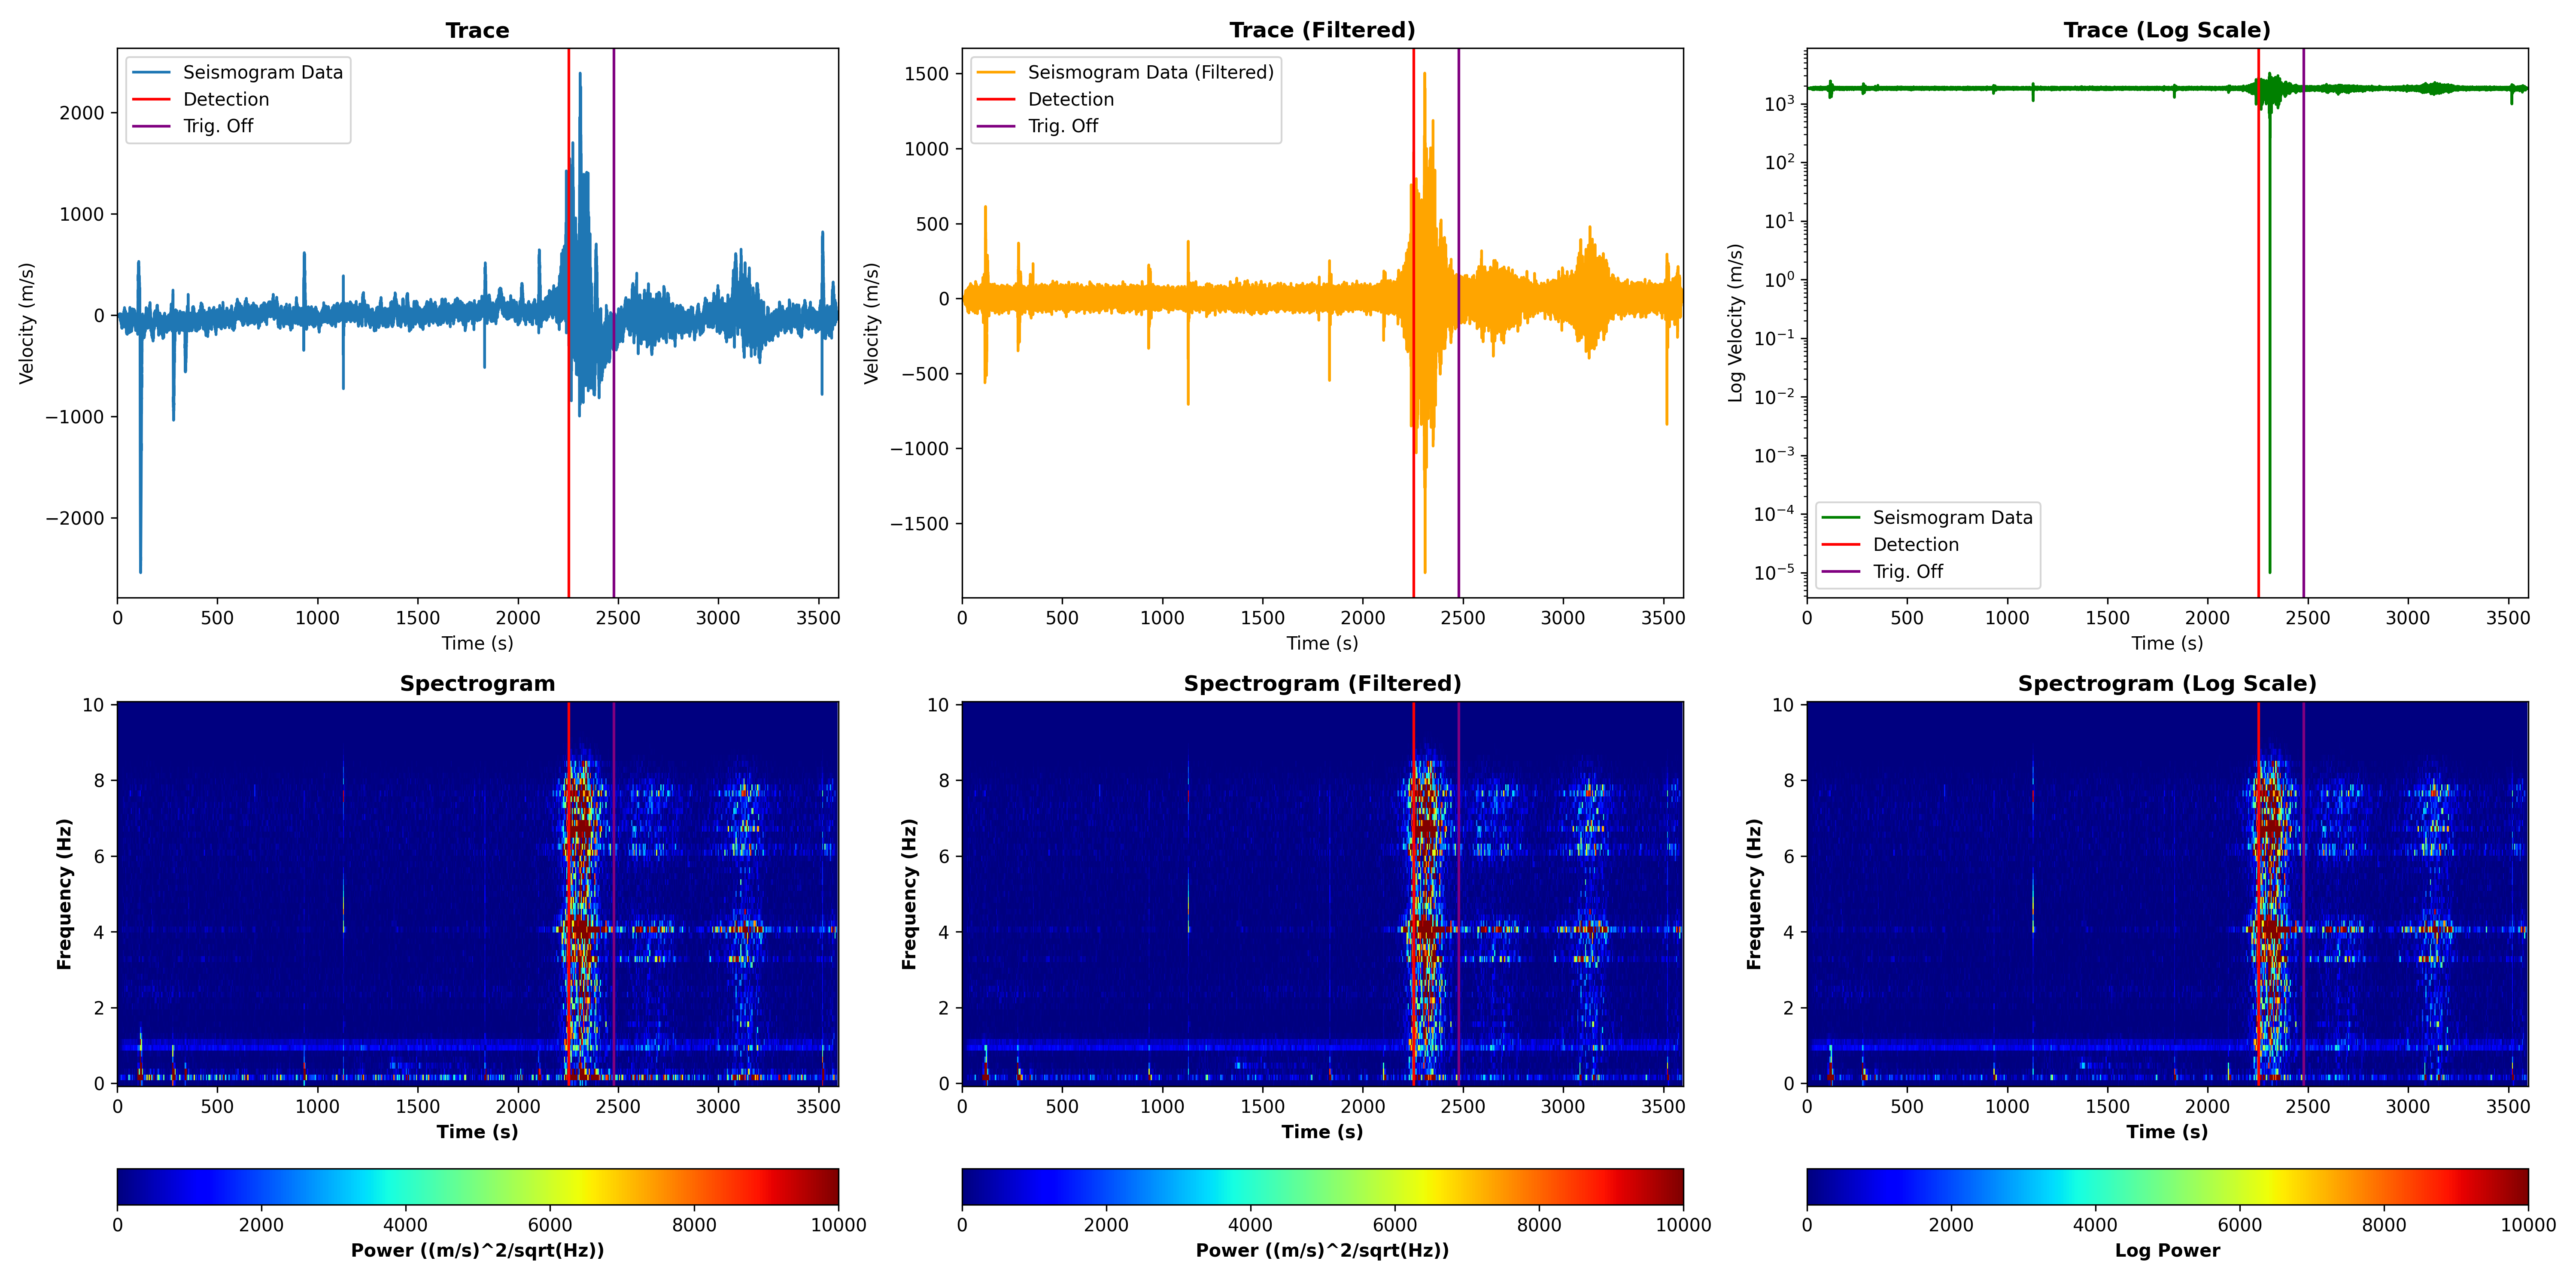 Trace
Seismogram Data
Detection
Trig. Off
Velocity (m/s)
2000
1000
0
−1000
−2000
0 500 1000 1500 2000 2500 3000 3500
Time (s)
Trace (Filtered)
Seismogram Data (Filtered)
Detection
Trig. Off
Velocity (m/s)
1500
1000
500
0
−500
−1000
−1500
0 500 1000 1500 2000 2500 3000 3500
Time (s)
Trace (Log Scale)
Log Velocity (m/s)
10³
10²
10¹
10⁰
10⁻¹
10⁻²
10⁻³
10⁻⁴
10⁻⁵
Seismogram Data
Detection
Trig. Off
0 500 1000 1500 2000 2500 3000 3500
Time (s)
Spectrogram
Frequency (Hz)
10
8
6
4
2
0
0 500 1000 1500 2000 2500 3000 3500
Time (s)
0 2000 4000 6000 8000 10000
Power ((m/s)^2/sqrt(Hz))
Spectrogram (Filtered)
Frequency (Hz)
10
8
6
4
2
0
0 500 1000 1500 2000 2500 3000 3500
Time (s)
0 2000 4000 6000 8000 10000
Power ((m/s)^2/sqrt(Hz))
Spectrogram (Log Scale)
Frequency (Hz)
10
8
6
4
2
0
0 500 1000 1500 2000 2500 3000 3500
Time (s)
0 2000 4000 6000 8000 10000
Log Power